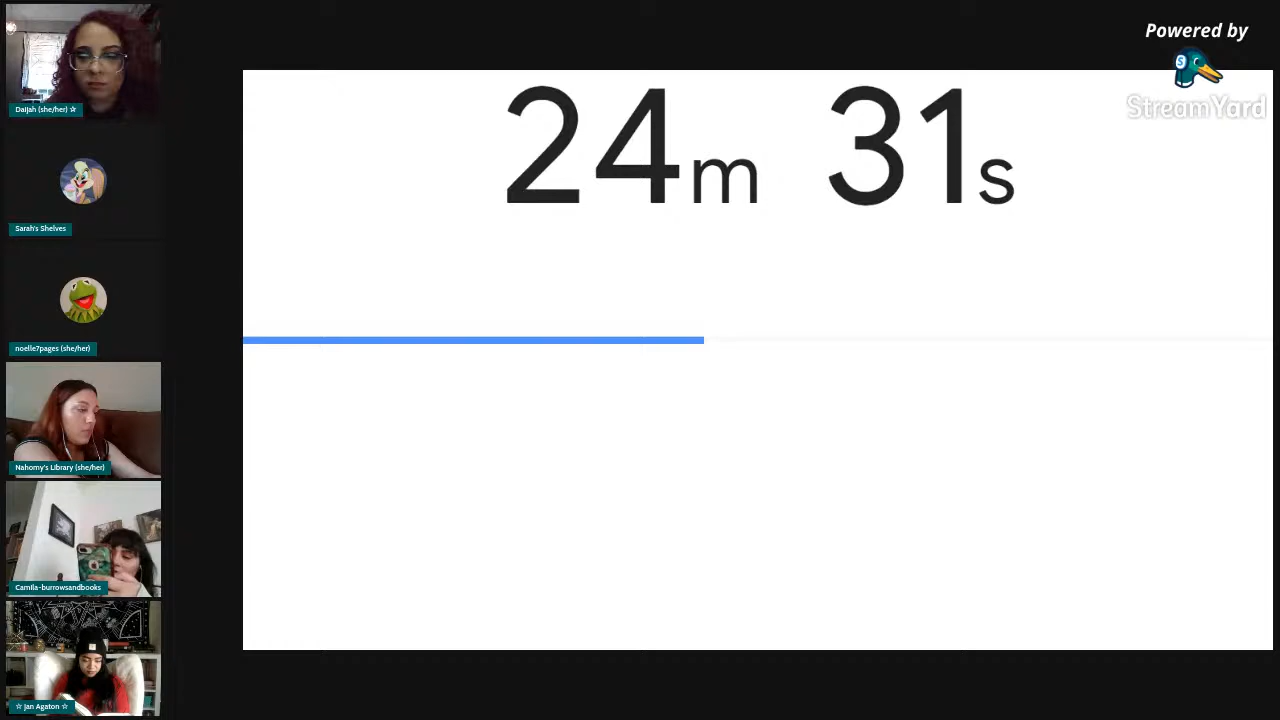 Powered by
StreamYard
24m 31s
Daijah (she/her) ☆
Sarah's Shelves
noelle7pages (she/her)
Nahomy's Library (she/her)
Camila-burrowsandbooks
☆ Jan Agaton ☆